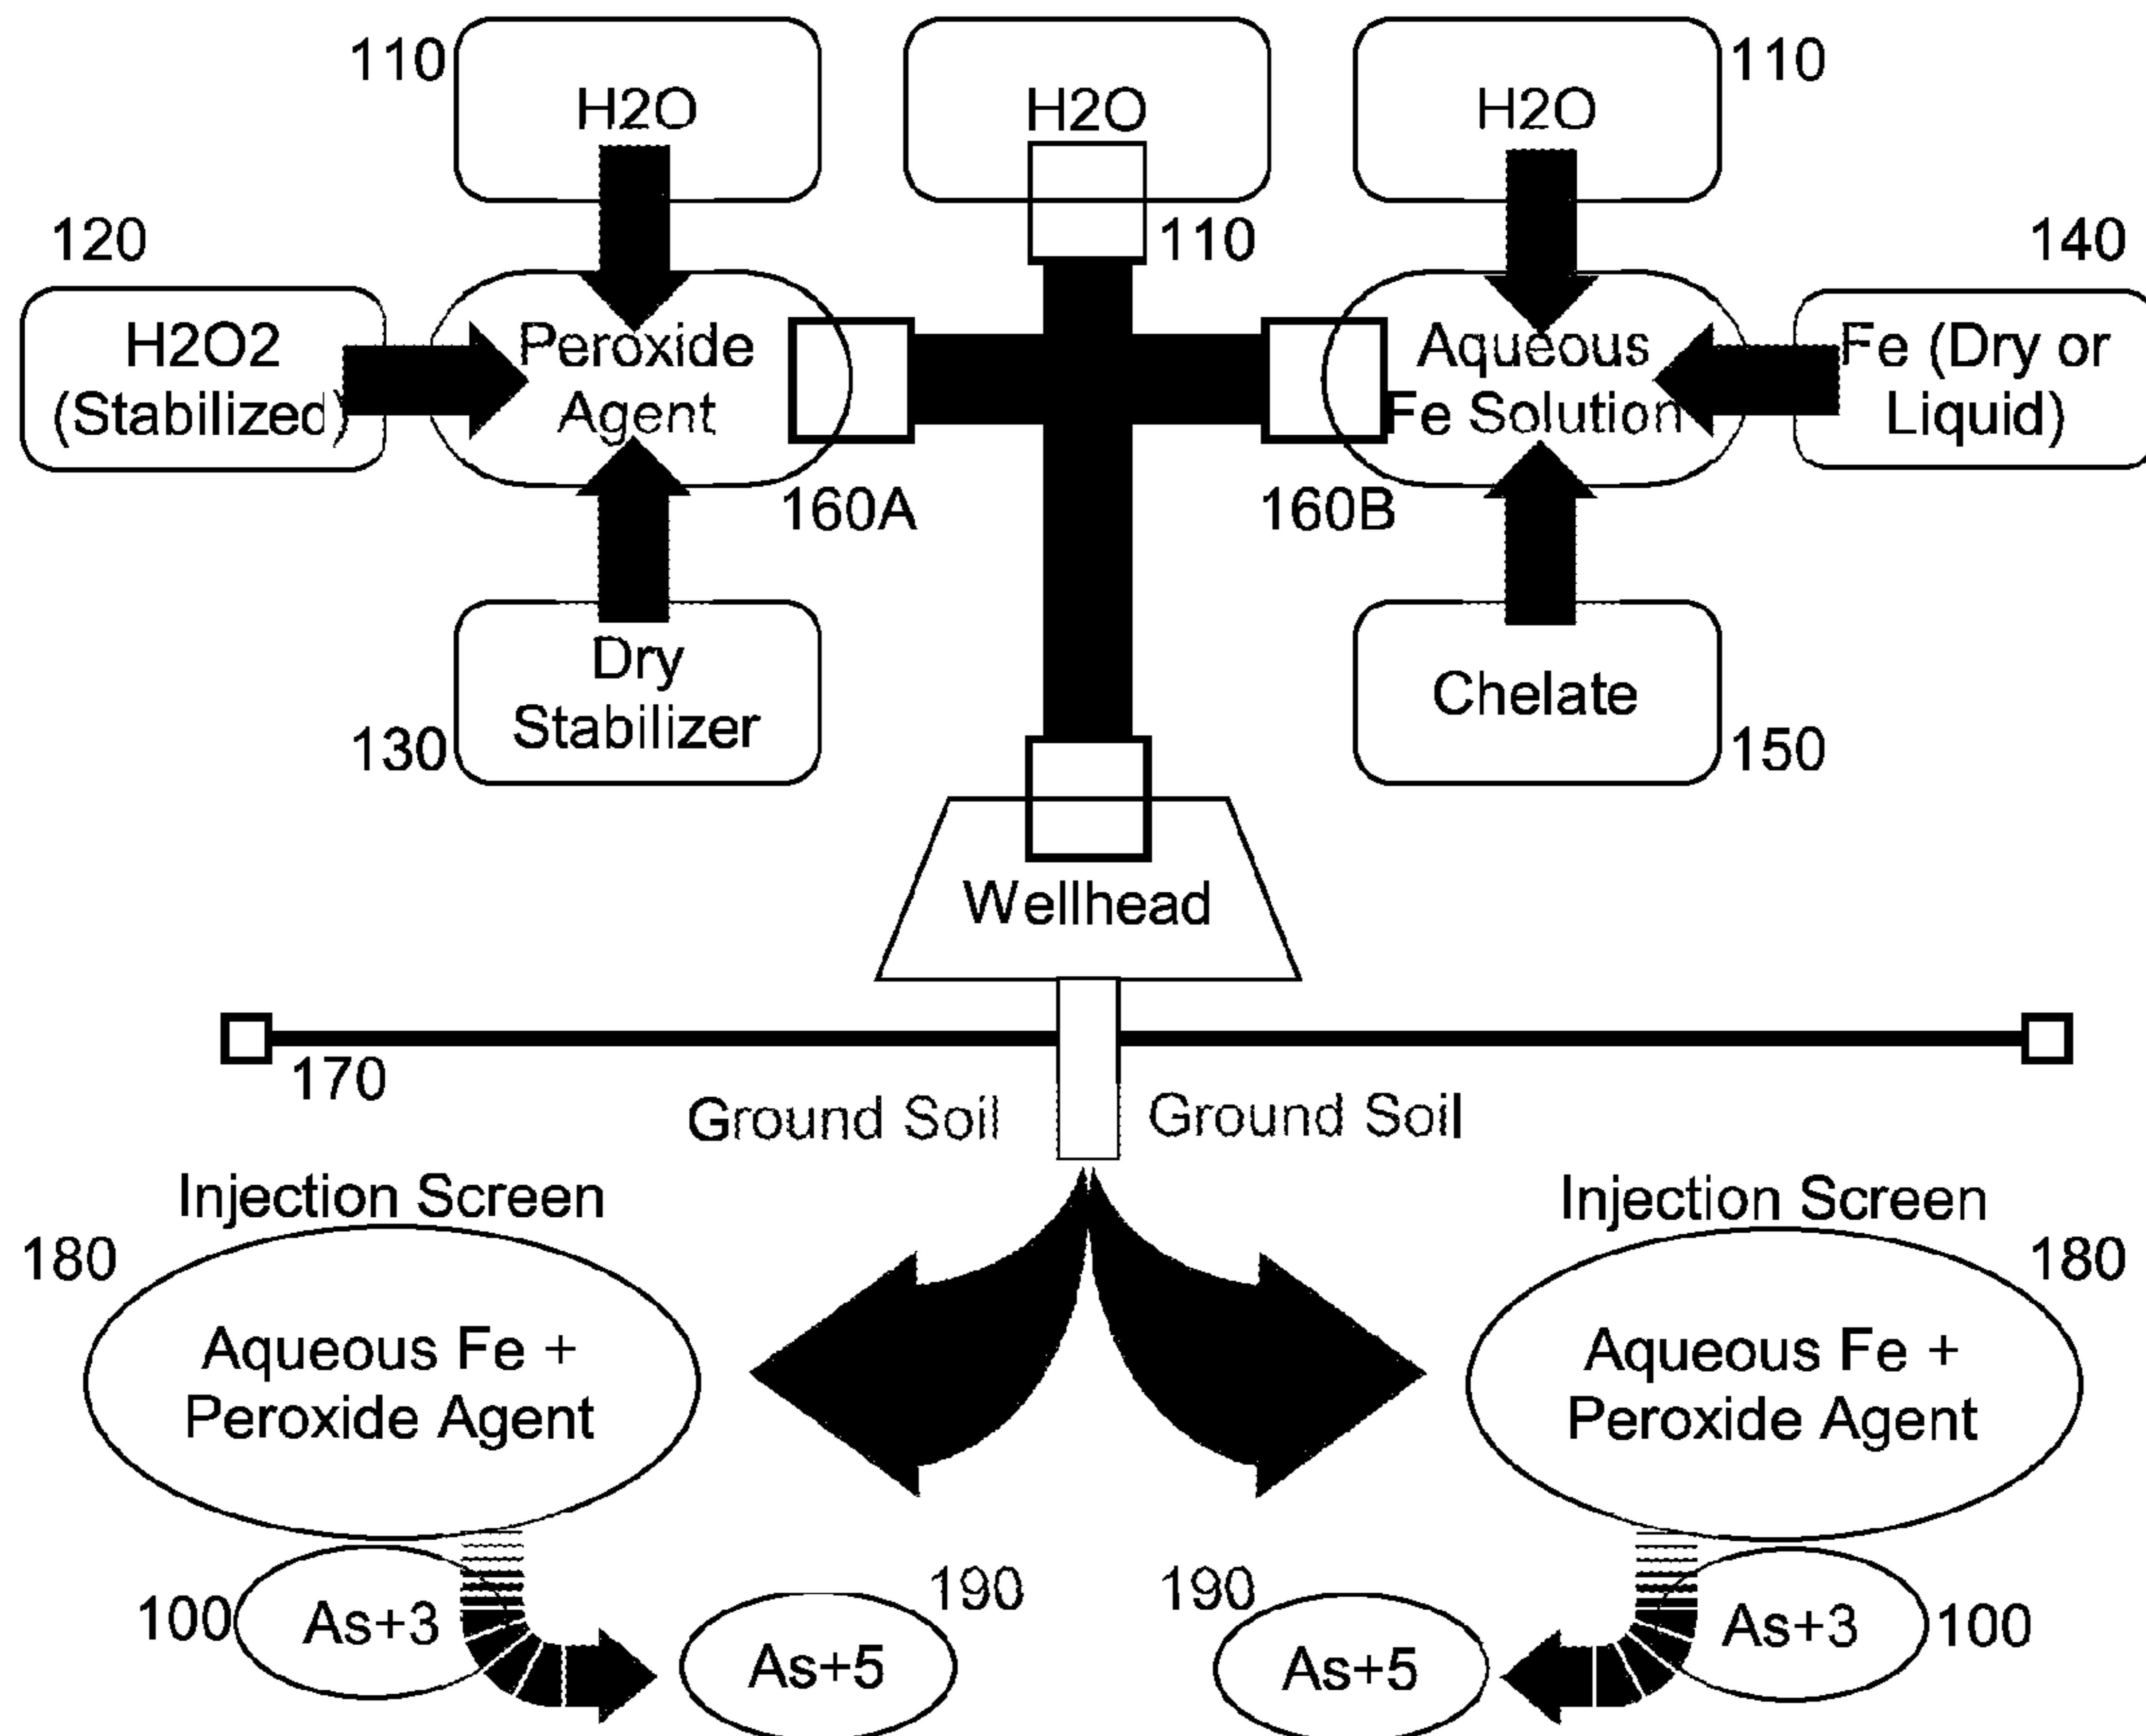 110
H2O
H2O
H2O
110
120
110
140
H2O2
(Stabilized)
Peroxide
Agent
Aqueous
Fe Solution
Fe (Dry or
Liquid)
160A
160B
Dry
Stabilizer
130
Chelate
150
Wellhead
170
Ground Soil
Ground Soil
Injection Screen
Injection Screen
180
180
Aqueous Fe +
Peroxide Agent
Aqueous Fe +
Peroxide Agent
100
As+3
190
As+5
190
As+5
As+3
100